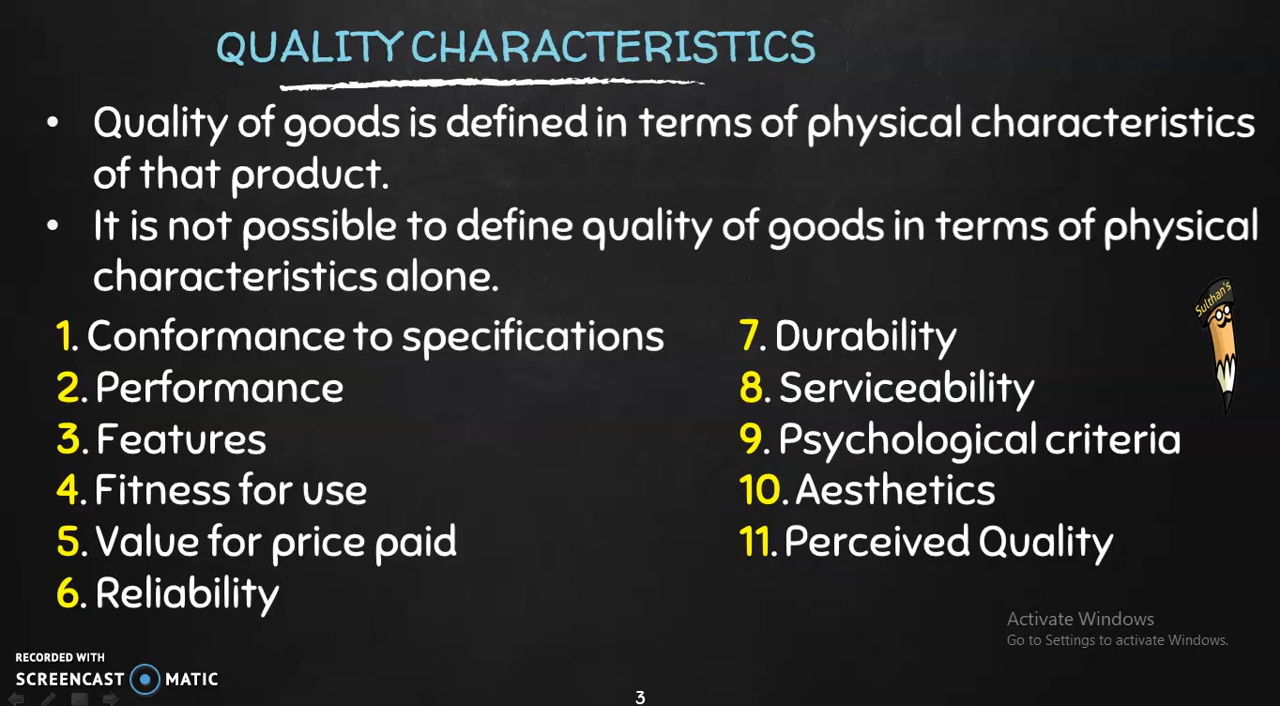 QUALITY CHARACTERISTICS
• Quality of goods is defined in terms of physical characteristics
of that product.
• It is not possible to define quality of goods in terms of physical
characteristics alone.
1. Conformance to specifications
2. Performance
3. Features
4. Fitness for use
5. Value for price paid
6. Reliability
7. Durability
8. Serviceability
9. Psychological criteria
10. Aesthetics
11. Perceived Quality
Sulthan's
Activate Windows
Go to Settings to activate Windows.
RECORDED WITH
SCREENCAST MATIC
3